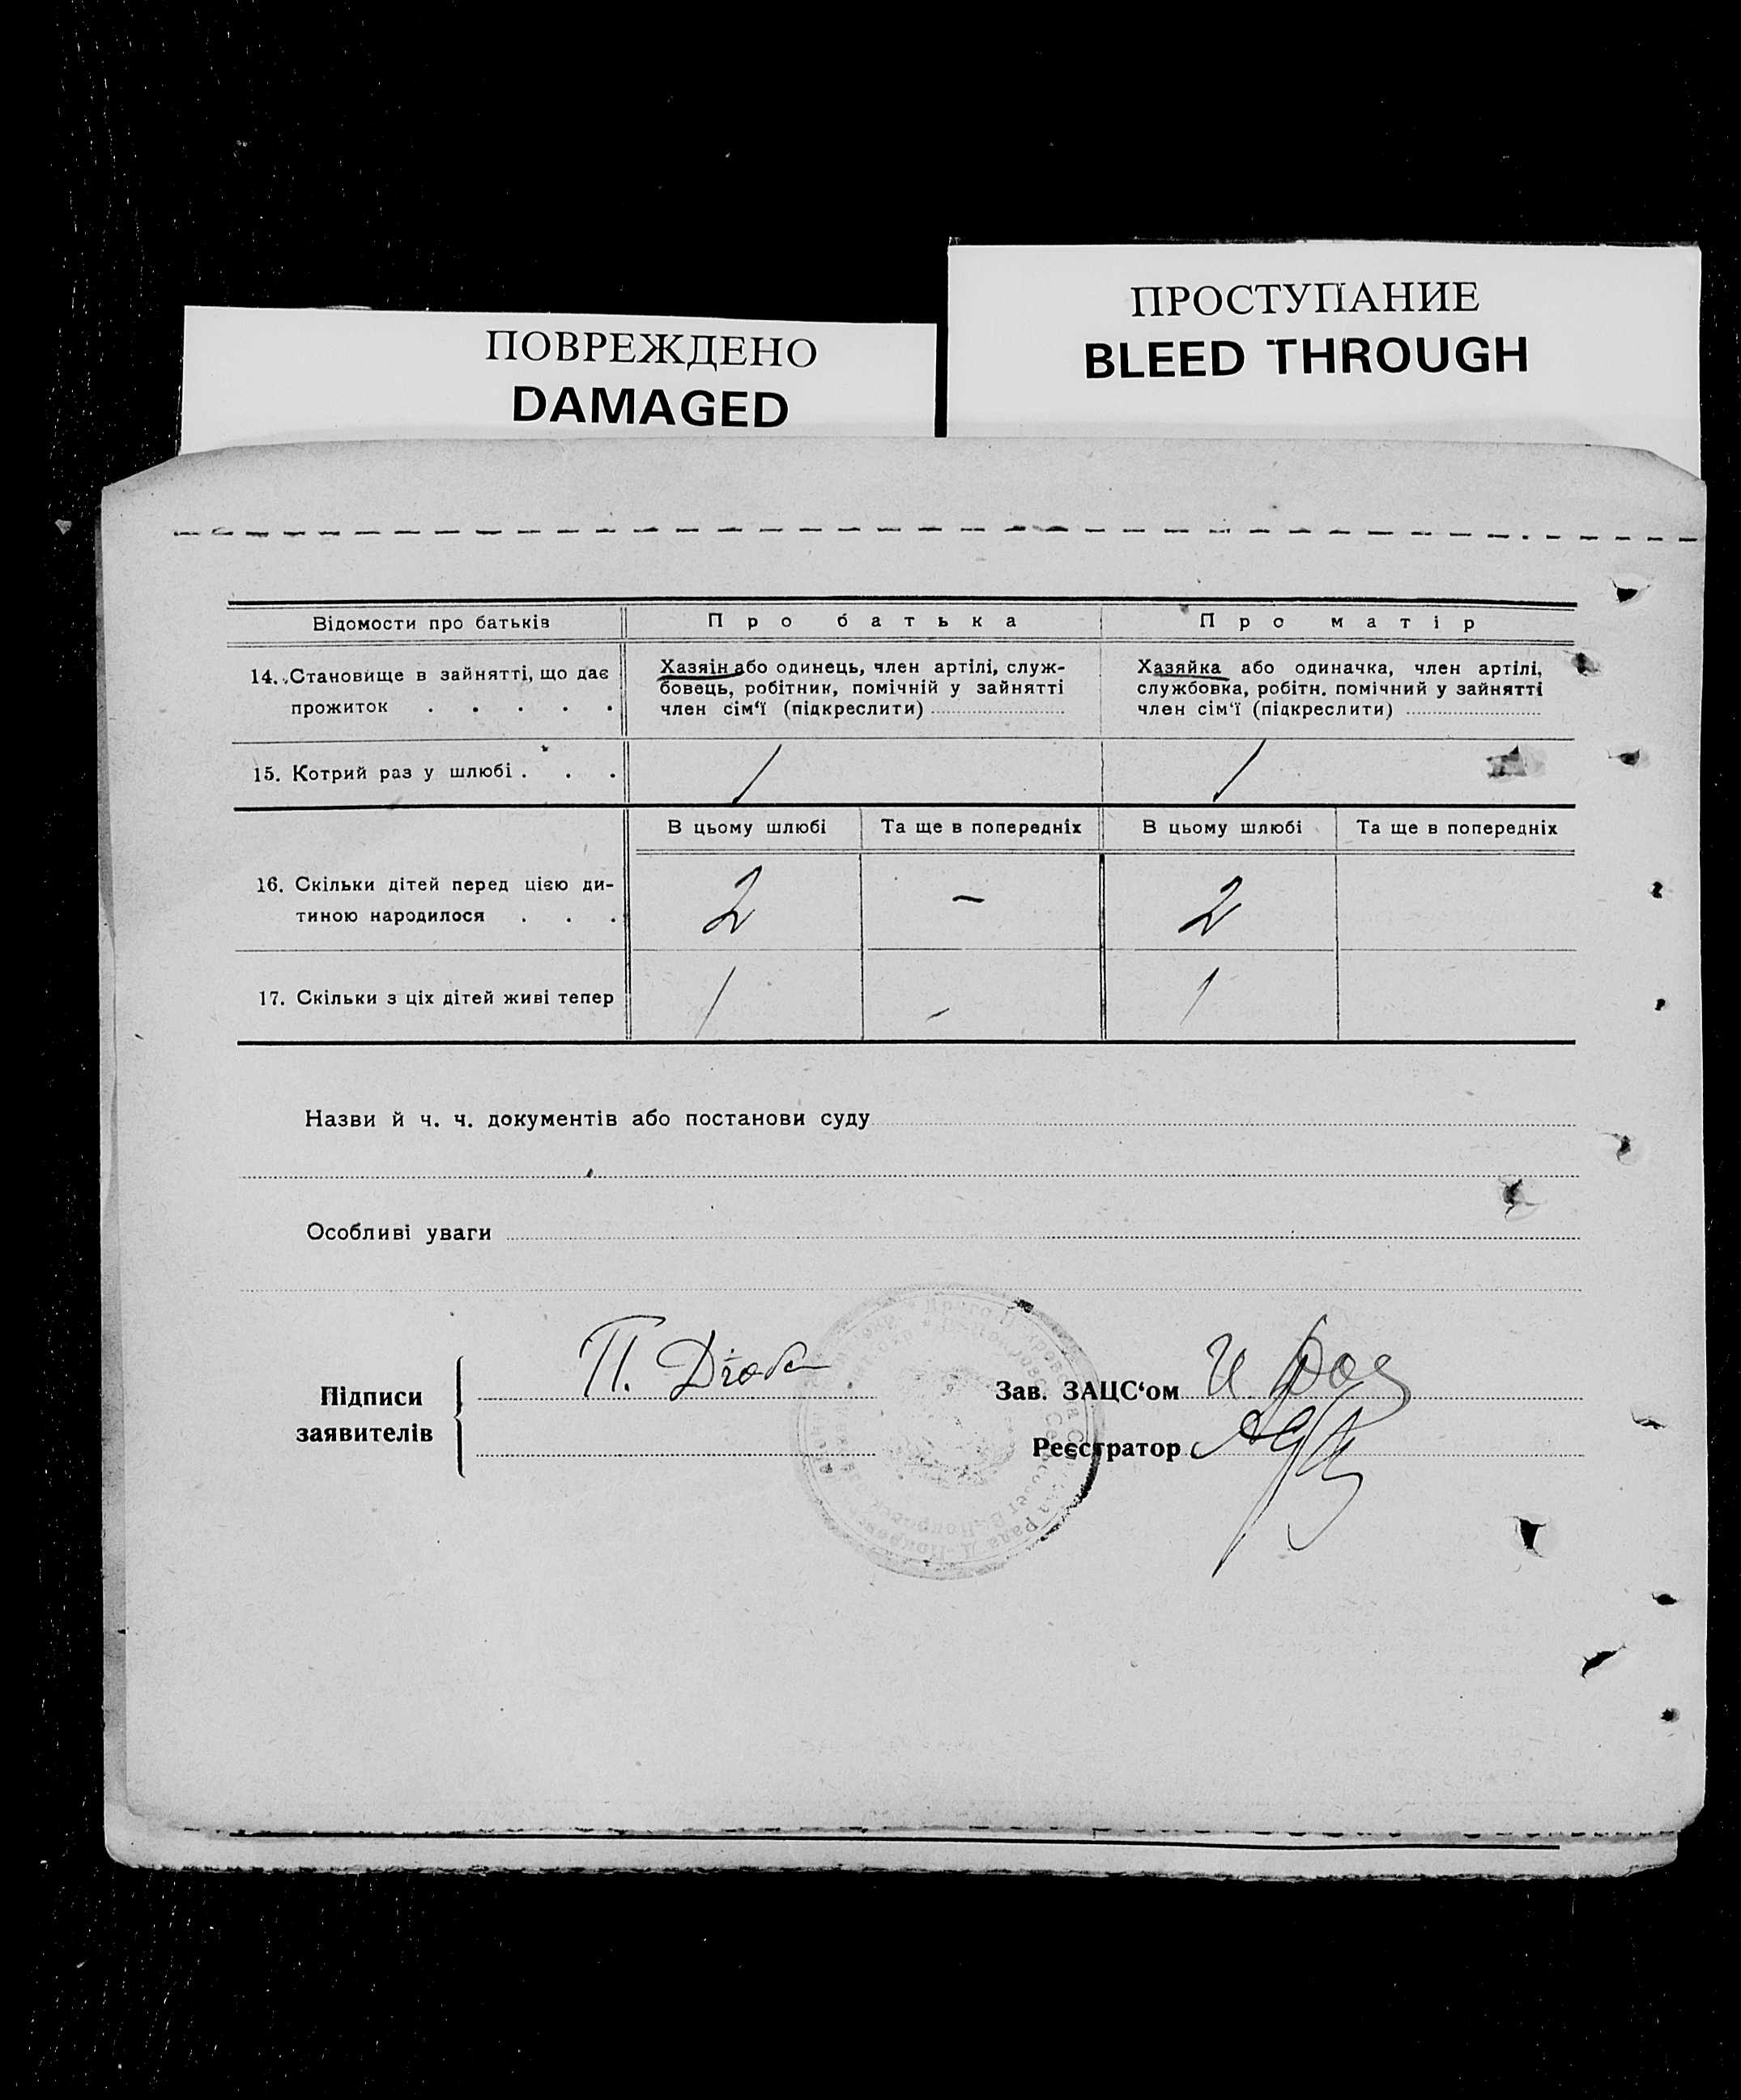 ПРОСТУПАНИЕ
BLEED THROUGH
ПОВРЕЖДЕНО
DAMAGED
Відомости про батьків Про батька Про матір
14. Становище в зайнятті, що дає
прожиток . . . . .
Хазяїн або одинець, член артілі, служ-
бовець, робітник, помічній у зайнятті
член сім‘ї (підкреслити)
Хазяйка або одиначка, член артілі,
службовка, робітн. помічний у зайнятті
член сім‘ї (підкреслити)
15. Котрий раз у шлюбі . . . 1 1
В цьому шлюбі Та ще в попередніх В цьому шлюбі Та ще в попередніх
16. Скільки дітей перед цією ди-
тиною народилося . . . 2 – 2
17. Скільки з ціх дітей живі тепер 1 - 1
Назви й ч. ч. документів або постанови суду
Особливі уваги
Підписи
заявителів
П.
Зав. ЗАЦС‘ом
Реєстратор